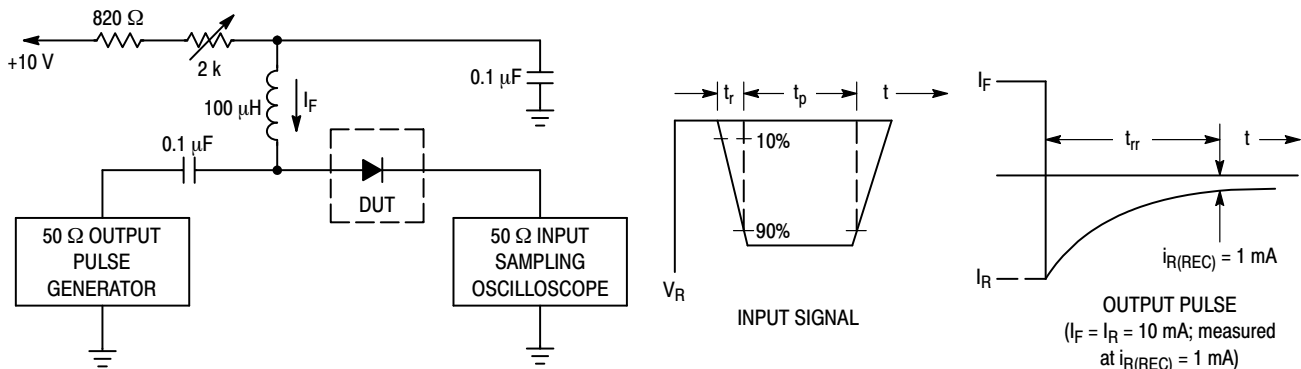 820 Ω
+10 V
2 k
0.1 μF
100 μH
I_F
0.1 μF
DUT
50 Ω OUTPUT
PULSE
GENERATOR
50 Ω INPUT
SAMPLING
OSCILLOSCOPE
t_r
t_p
t
10%
90%
V_R
INPUT SIGNAL
I_F
t_rr
t
i_R(REC) = 1 mA
I_R
OUTPUT PULSE
(I_F = I_R = 10 mA; measured
at i_R(REC) = 1 mA)